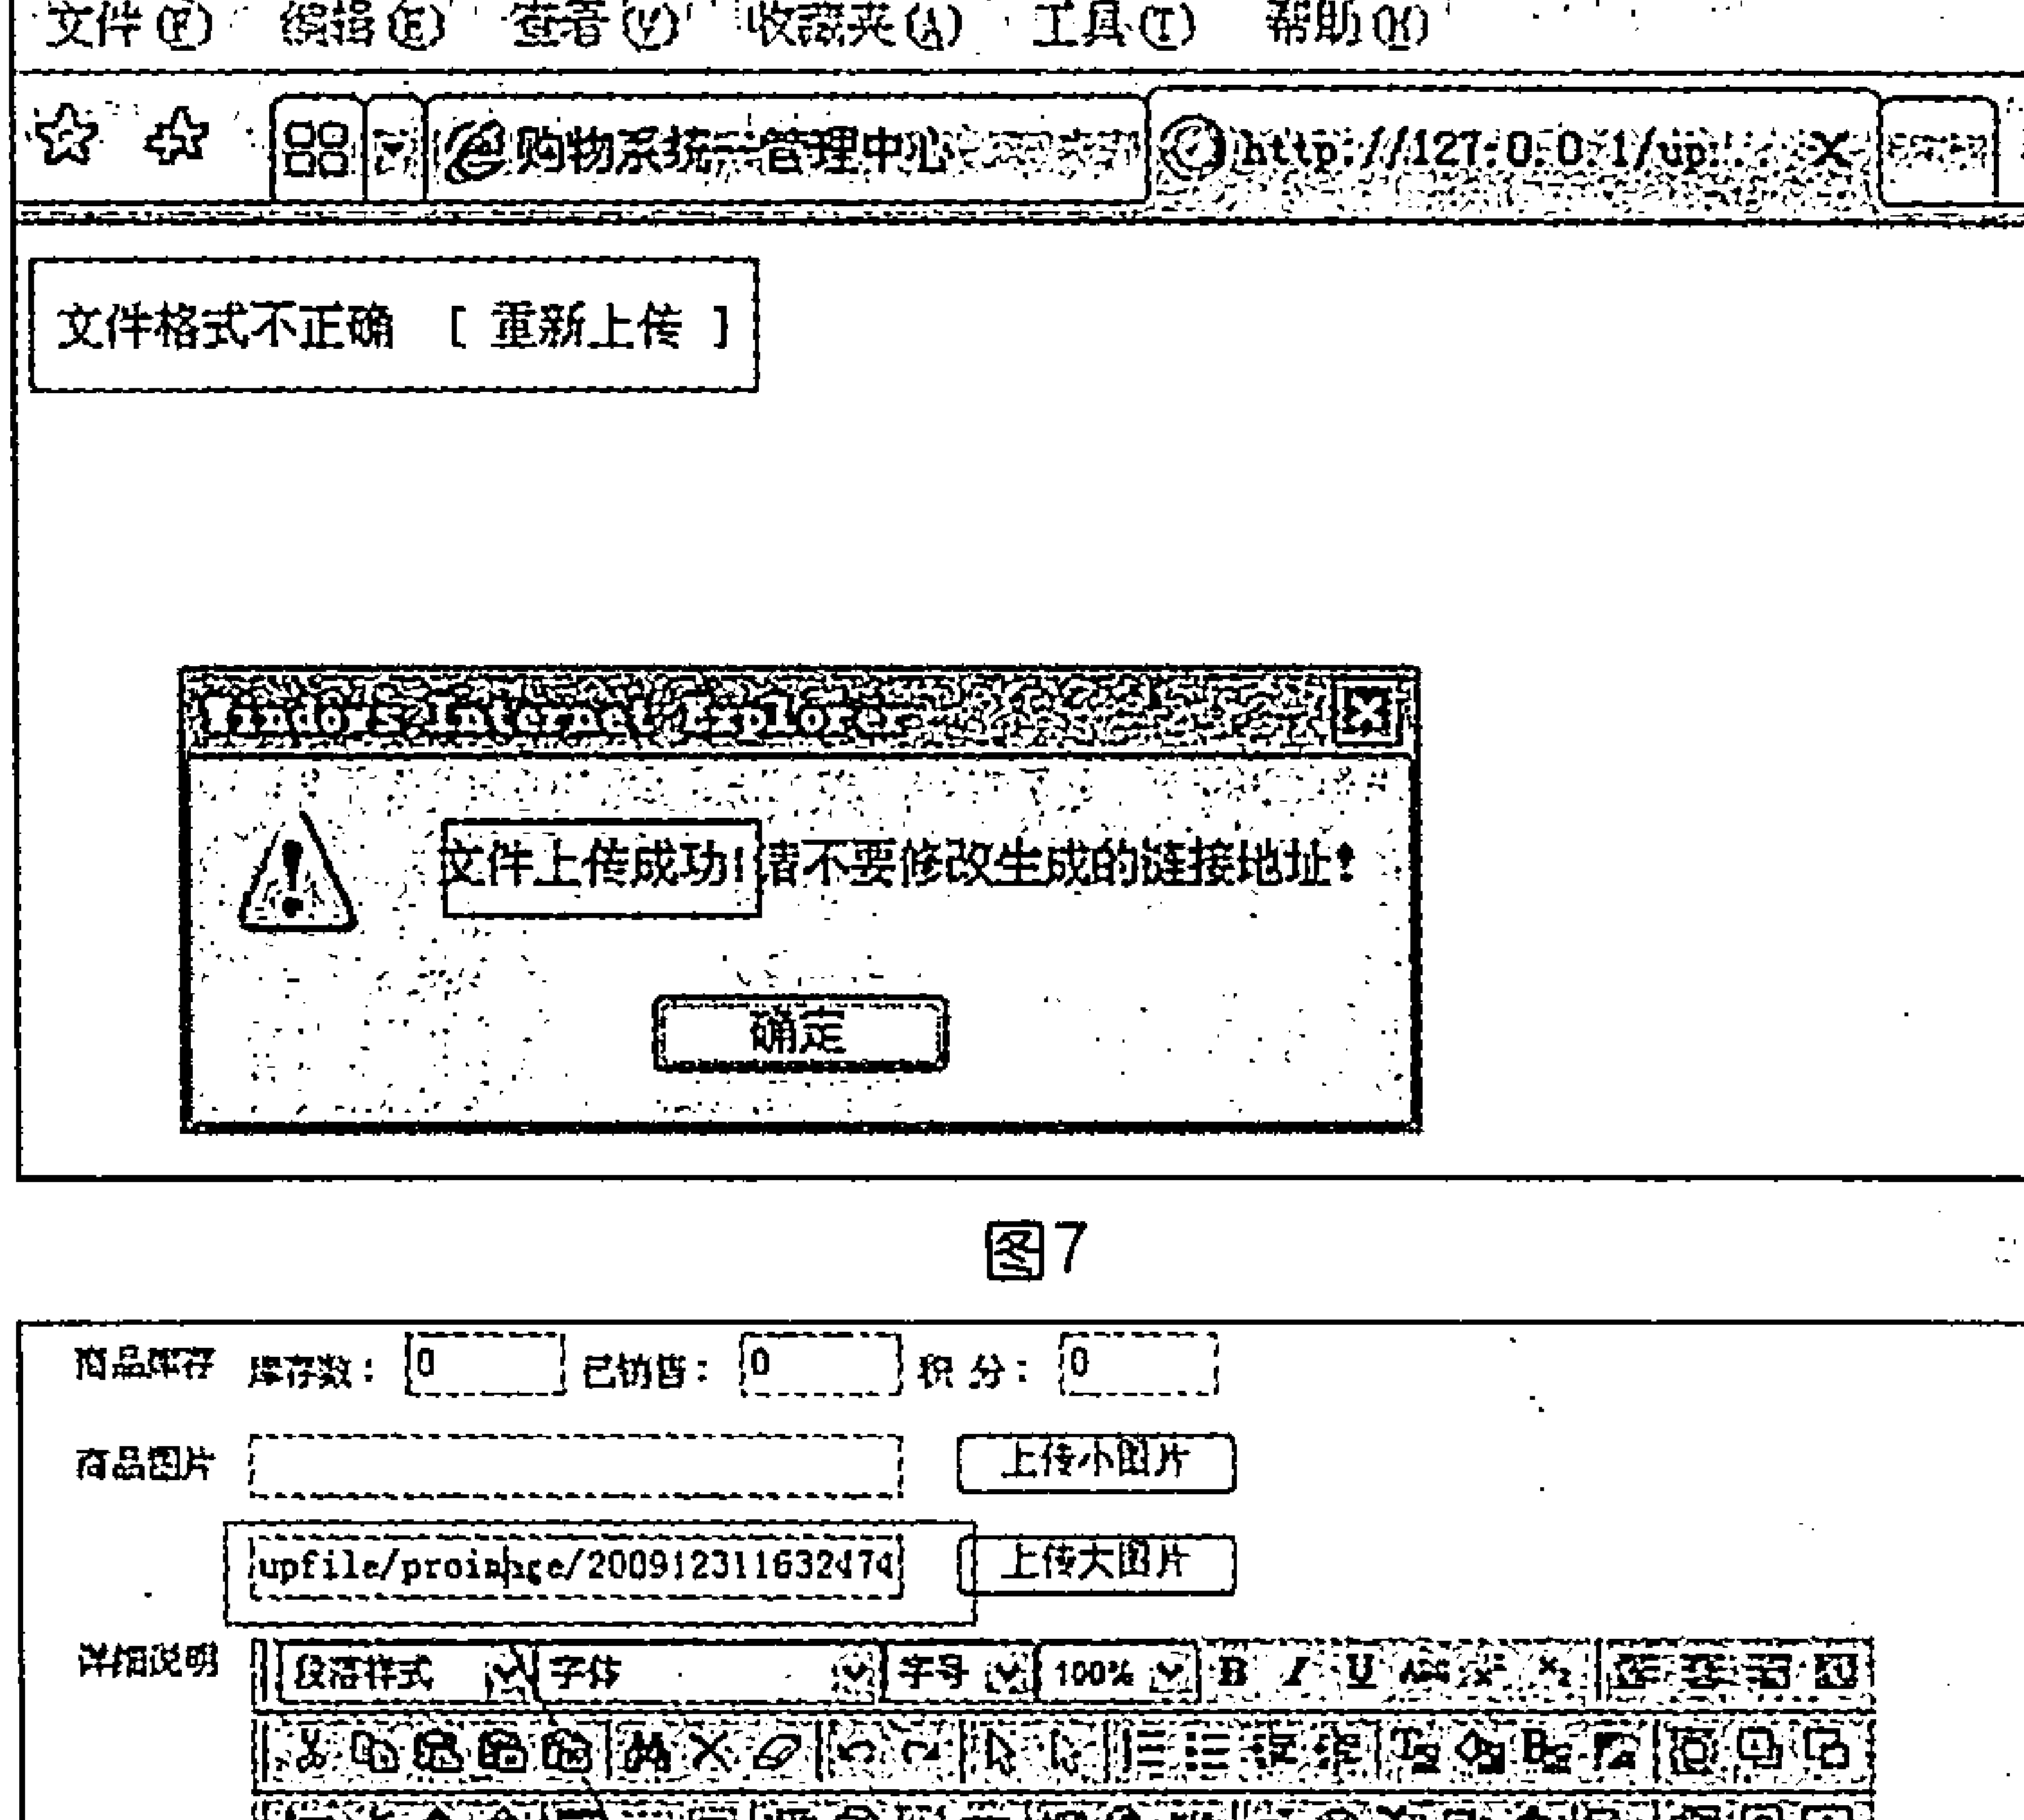 文件(F) 编辑(E) 查看(V) 收藏夹(A) 工具(T) 帮助(H)
购物系统--管理中心 http://127.0.0.1/up...
文件格式不正确 [ 重新上传 ]
Windows Internet Explorer
文件上传成功!请不要修改生成的链接地址!
确定
图7
商品库存 库存数: 0 已销售: 0 积 分: 0
商品图片 上传小图片
upfile/proimage/200912311632474 上传大图片
详细说明 段落样式 字体 字号 100% B I U ABC x² x₂